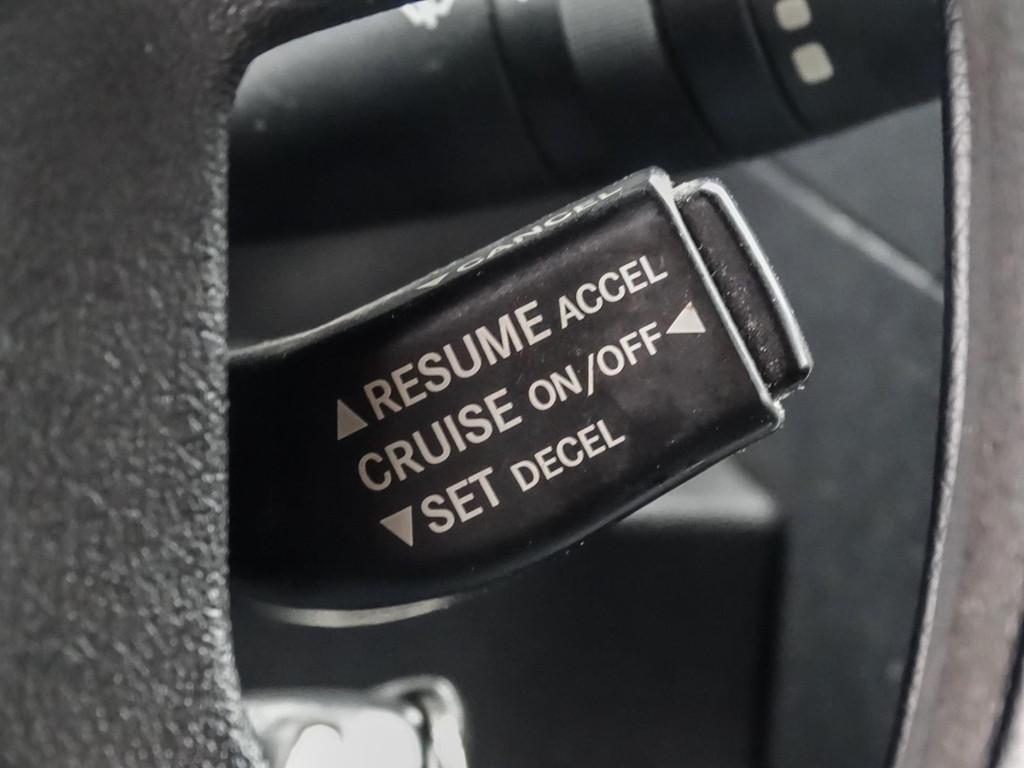 ▼CANCEL
▲RESUME ACCEL
CRUISE ON/OFF◀
▼SET DECEL